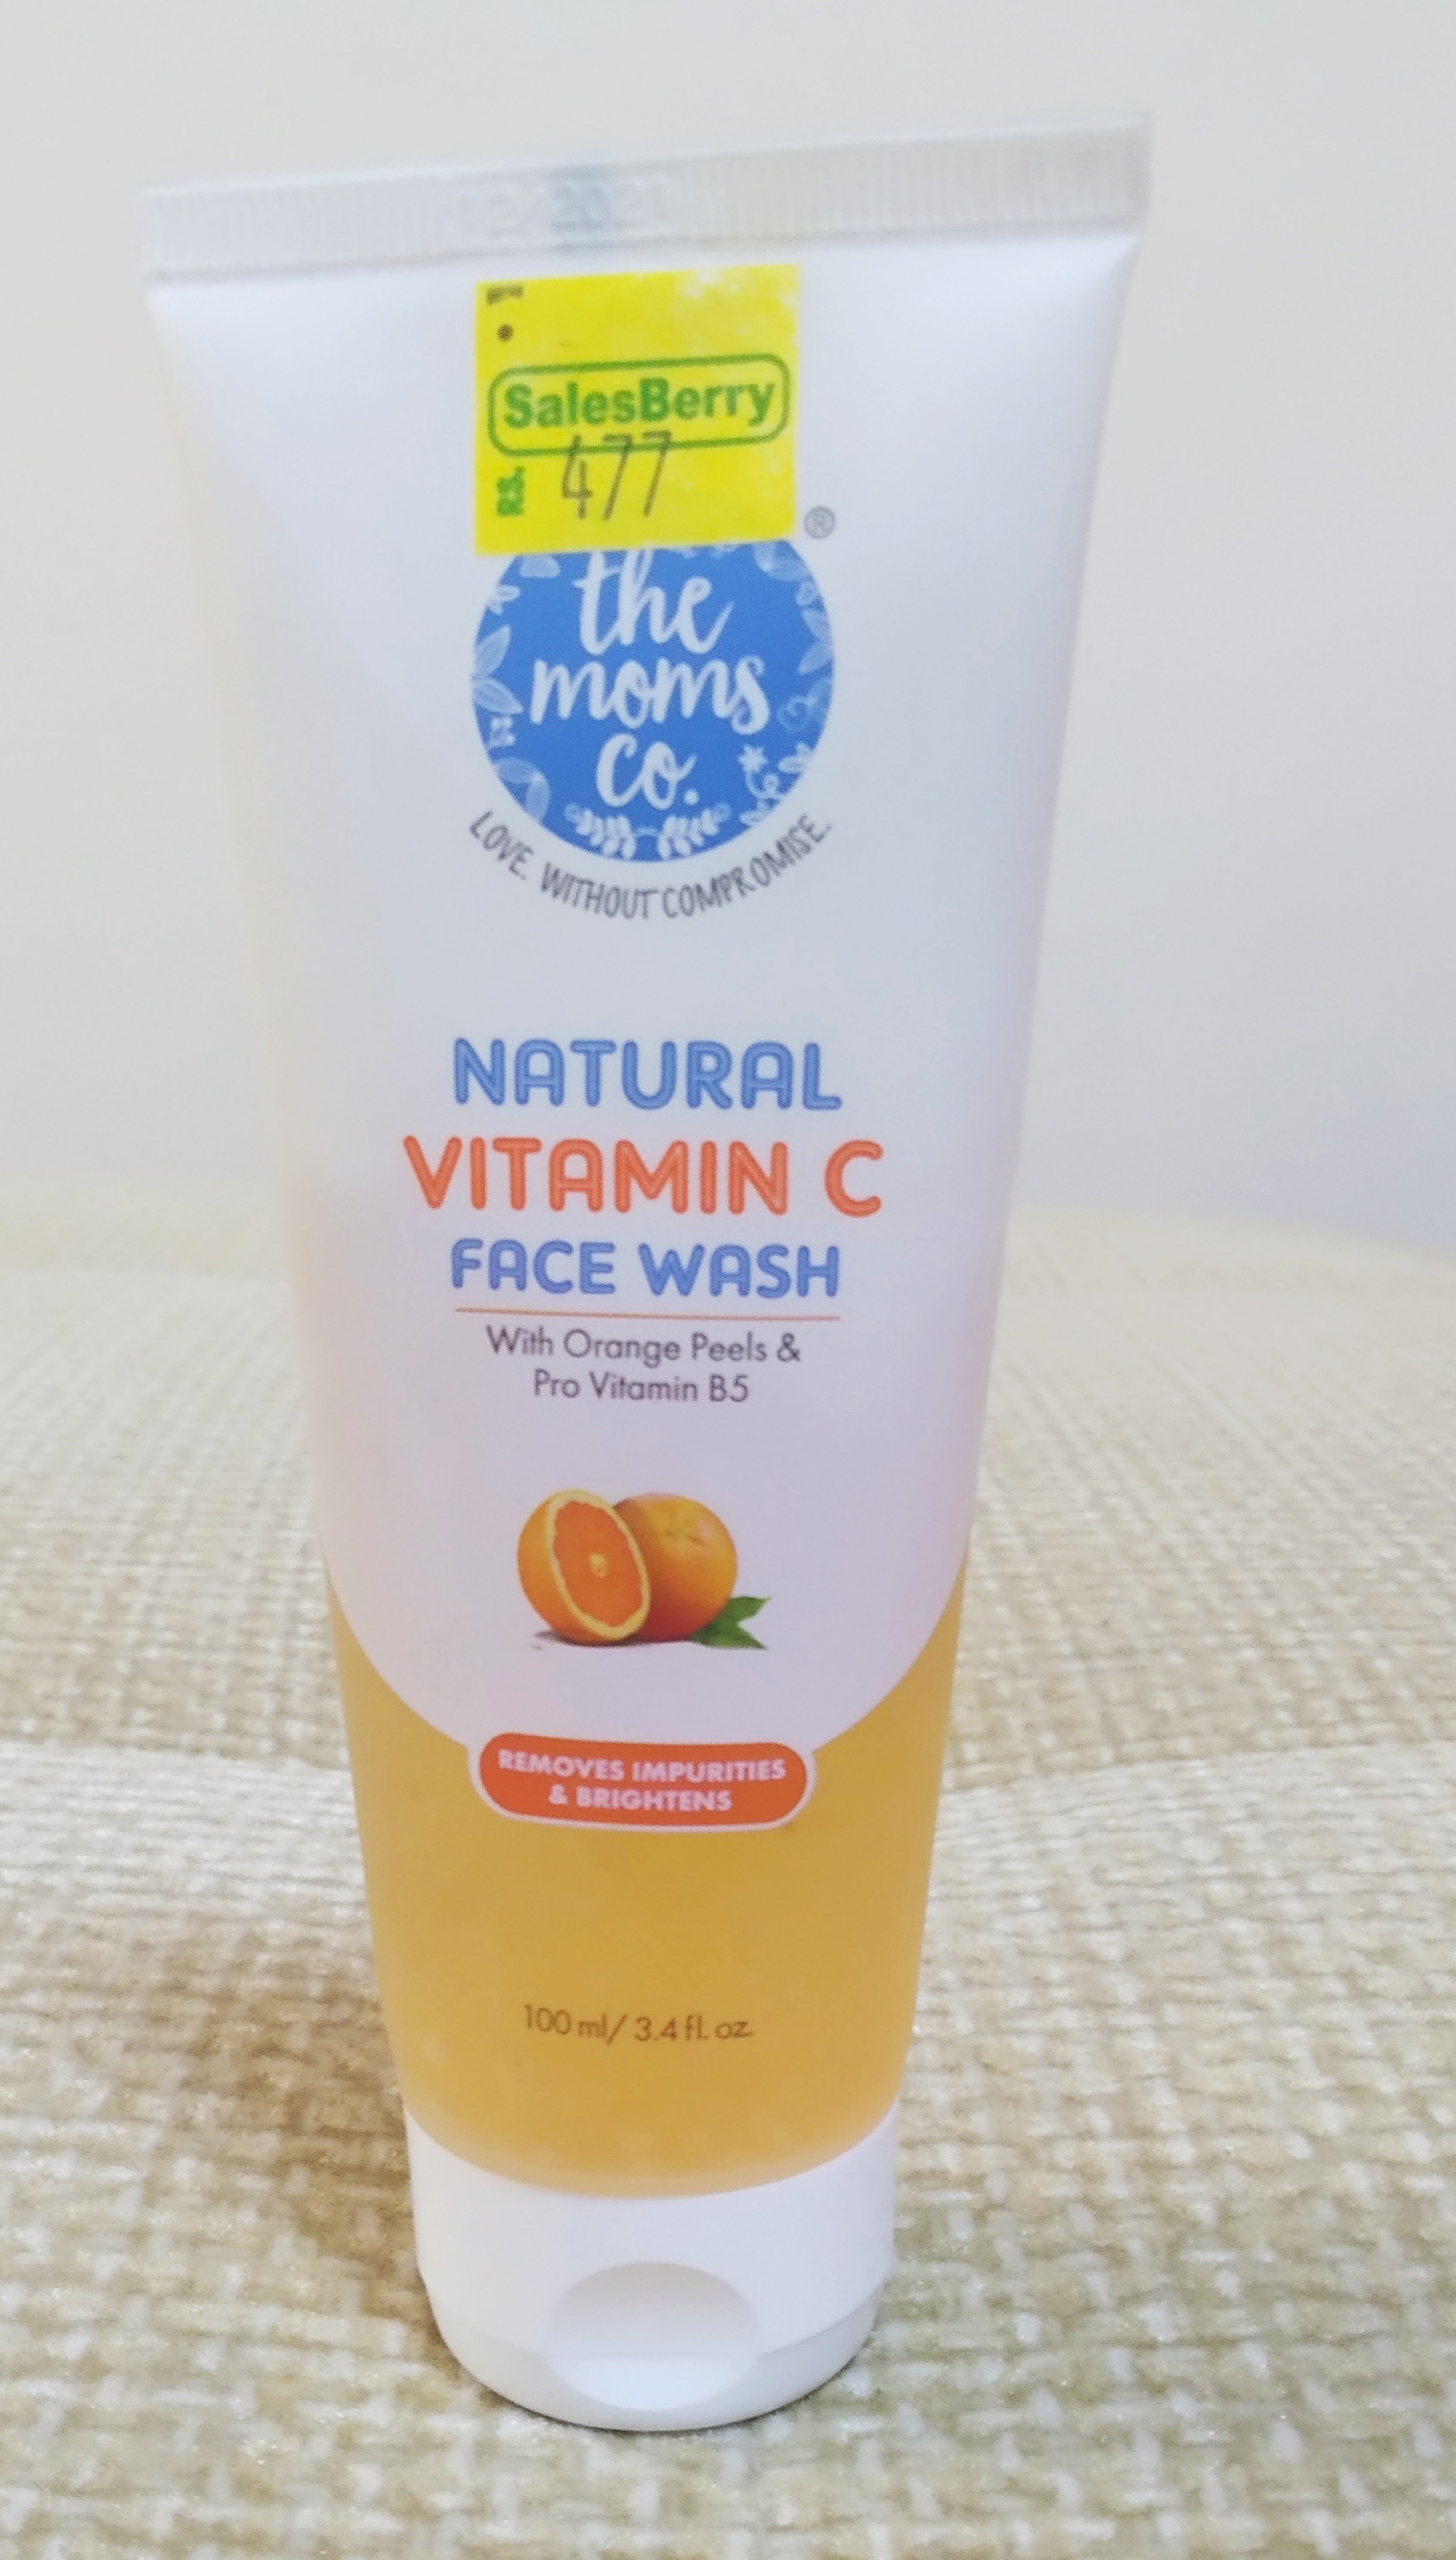 SalesBerry
RS. 477
®
the
moms
co.
LOVE. WITHOUT COMPROMISE.
NATURAL
VITAMIN C
FACE WASH
With Orange Peels &
Pro Vitamin B5
REMOVES IMPURITIES
& BRIGHTENS
100 ml/ 3.4 fl. oz.